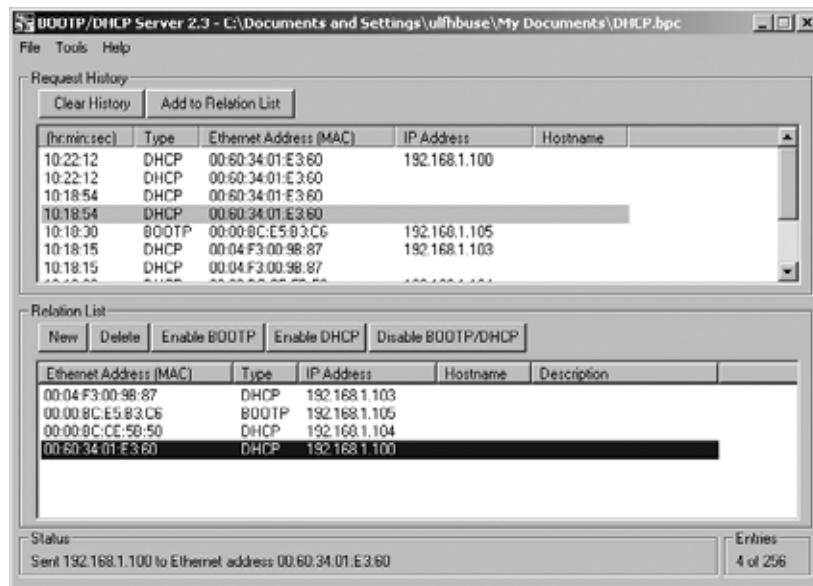 BOOTP/DHCP Server 2.3 - C:\Documents and Settings\ulfhbuse\My Documents\DHCP.bpc
File Tools Help
Request History
Clear History Add to Relation List
(hr:min:sec) Type Ethernet Address (MAC) IP Address Hostname
10:22:12 DHCP 00:60:34:01:E3:60 192.168.1.100
10:22:12 DHCP 00:60:34:01:E3:60
10:18:54 DHCP 00:60:34:01:E3:60
10:18:54 DHCP 00:60:34:01:E3:60
10:18:30 BOOTP 00:00:BC:E5:B3:C6 192.168.1.105
10:18:15 DHCP 00:04:F3:00:9B:87 192.168.1.103
10:18:15 DHCP 00:04:F3:00:9B:87
Relation List
New Delete Enable BOOTP Enable DHCP Disable BOOTP/DHCP
Ethernet Address (MAC) Type IP Address Hostname Description
00:04:F3:00:9B:87 DHCP 192.168.1.103
00:00:BC:E5:B3:C6 BOOTP 192.168.1.105
00:00:BC:CE:5B:50 DHCP 192.168.1.104
00:60:34:01:E3:60 DHCP 192.168.1.100
Status
Sent 192.168.1.100 to Ethernet address 00:60:34:01:E3:60
Entries
4 of 256